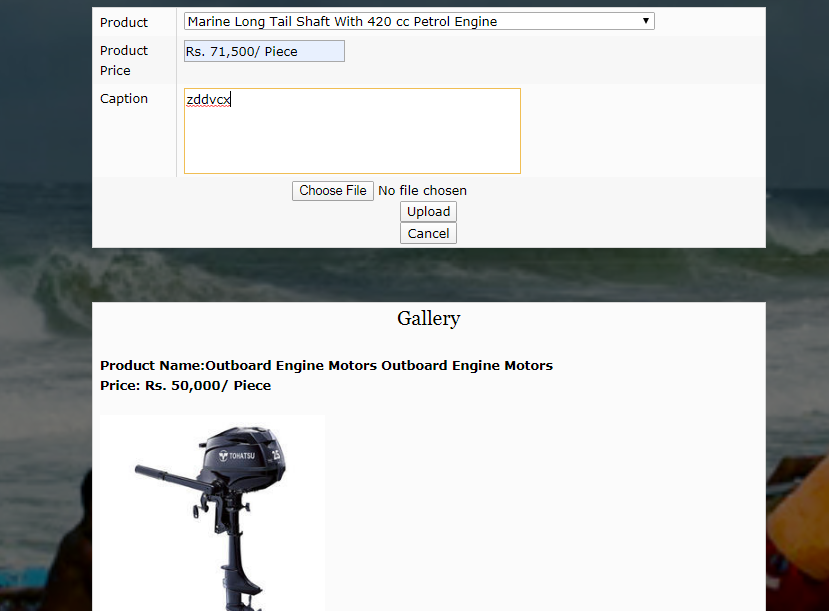 Product
Marine Long Tail Shaft With 420 cc Petrol Engine
Product Price
Rs. 71,500/ Piece
Caption
zddvcx
Choose File No file chosen
Upload
Cancel
Gallery
Product Name:Outboard Engine Motors Outboard Engine Motors
Price: Rs. 50,000/ Piece
TOHATSU